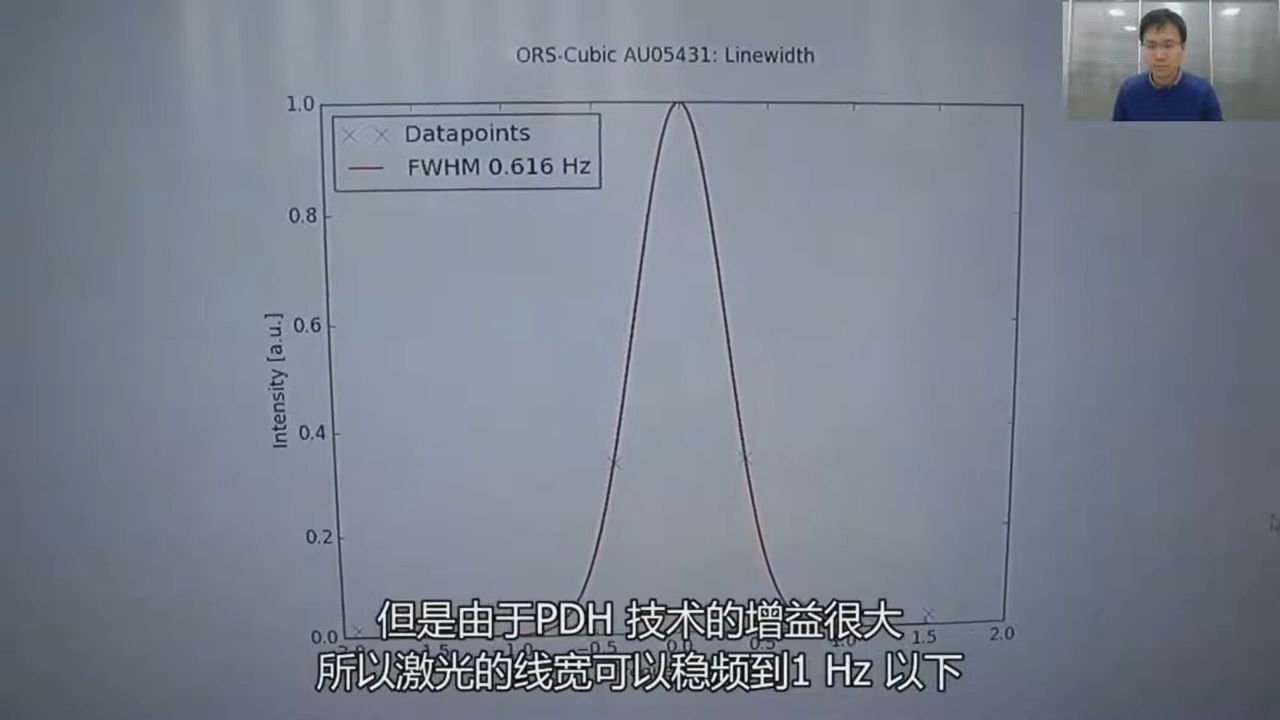 ORS-Cubic AU05431: Linewidth
1.0
Datapoints
FWHM 0.616 Hz
0.8
0.6
Intensity [a.u.]
0.4
0.2
0.0
1.5
2.0
但是由于PDH 技术的增益很大
所以激光的线宽可以稳频到1 Hz 以下